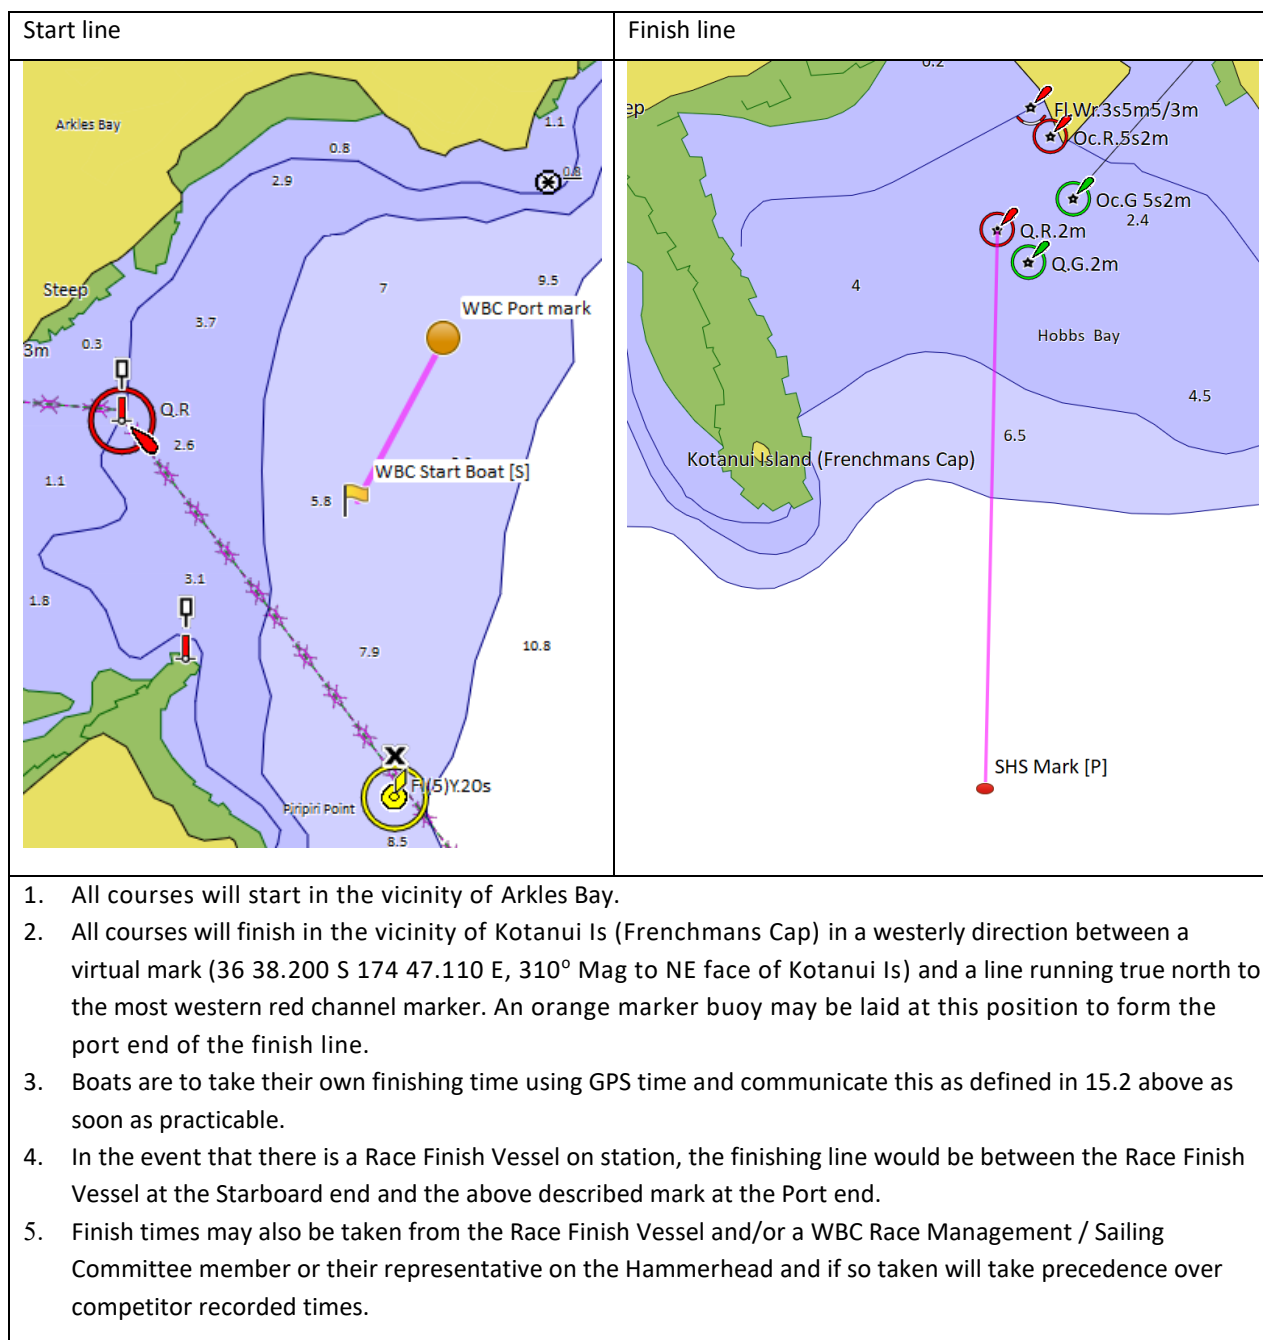 Start line
Finish line
Arkles Bay
1.1
0.8
0.8
2.9
Steep
9.5
7
WBC Port mark
3.7
3m
0.3
Q.R
2.6
WBC Start Boat [S]
1.1
5.8
3.1
1.8
7.9
10.8
Fl(5)Y.20s
Piripiri Point
8.5
0.2
ep
Fl.Wr.3s5m5/3m
Oc.R.5s2m
Oc.G 5s2m
2.4
Q.R.2m
Q.G.2m
4
Hobbs Bay
4.5
6.5
Kotanui Island (Frenchmans Cap)
SHS Mark [P]
1. All courses will start in the vicinity of Arkles Bay.
2. All courses will finish in the vicinity of Kotanui Is (Frenchmans Cap) in a westerly direction between a
virtual mark (36 38.200 S 174 47.110 E, 310° Mag to NE face of Kotanui Is) and a line running true north to
the most western red channel marker. An orange marker buoy may be laid at this position to form the
port end of the finish line.
3. Boats are to take their own finishing time using GPS time and communicate this as defined in 15.2 above as
soon as practicable.
4. In the event that there is a Race Finish Vessel on station, the finishing line would be between the Race Finish
Vessel at the Starboard end and the above described mark at the Port end.
5. Finish times may also be taken from the Race Finish Vessel and/or a WBC Race Management / Sailing
Committee member or their representative on the Hammerhead and if so taken will take precedence over
competitor recorded times.